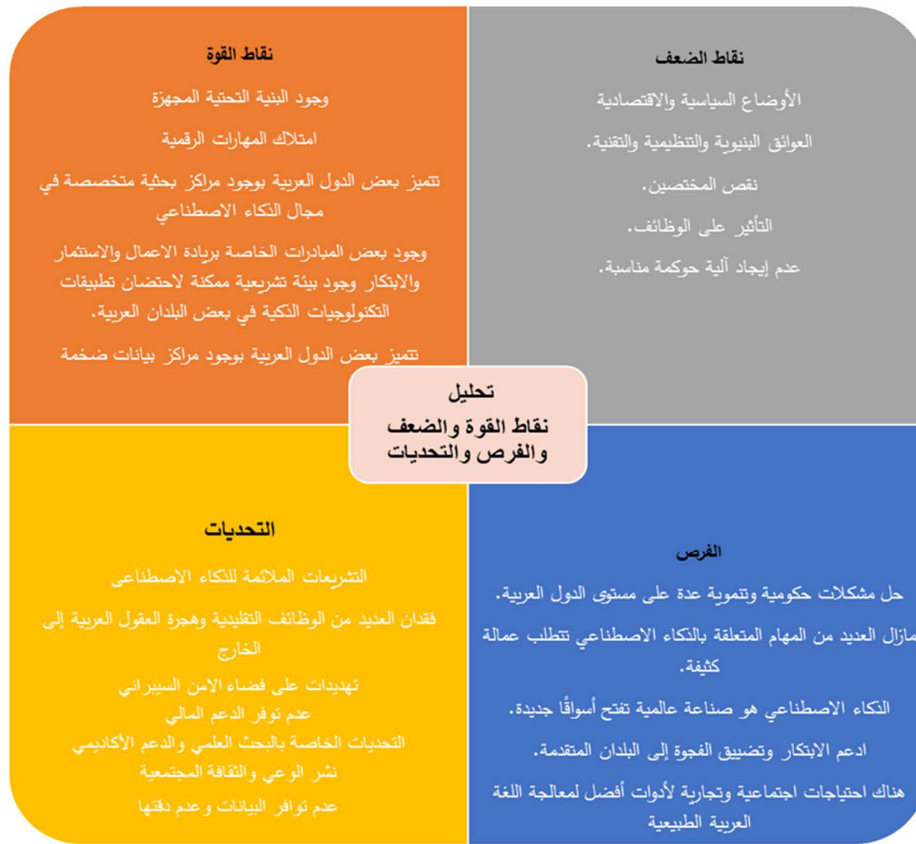 نقاط الضعف
الأوضاع السياسية والاقتصادية
العوائق البنيوية والتنظيمية والتقنية.
نقص المختصين.
التأثير على الوظائف.
عدم إيجاد آلية حوكمة مناسبة.
نقاط القوة
وجود البنية التحتية المجهزة
امتلاك المهارات الرقمية
تتميز بعض الدول العربية بوجود مراكز بحثية متخصصة في
مجال الذكاء الاصطناعي
وجود بعض المبادرات الخاصة بريادة الاعمال والاستثمار
والابتكار وجود بيئة تشريعية ممكنة لاحتضان تطبيقات
التكنولوجيات الذكية في بعض البلدان العربية.
تتميز بعض الدول العربية بوجود مراكز بيانات ضخمة
تحليل
نقاط القوة والضعف
والفرص والتحديات
الفرص
حل مشكلات حكومية وتنموية عدة على مستوى الدول العربية.
مازال العديد من المهام المتعلقة بالذكاء الاصطناعي تتطلب عمالة
كثيفة.
الذكاء الاصطناعي هو صناعة عالمية تفتح أسواقًا جديدة.
ادعم الابتكار وتضييق الفجوة إلى البلدان المتقدمة.
هناك احتياجات اجتماعية وتجارية لأدوات أفضل لمعالجة اللغة
العربية الطبيعية
التحديات
التشريعات الملائمة للذكاء الاصطناعى
فقدان العديد من الوظائف التقليدية وهجرة العقول العربية إلى
الخارج
تهديدات على فضاء الامن السيبراني
عدم توفر الدعم المالي
التحديات الخاصة بالبحث العلمي والدعم الأكاديمي
نشر الوعي والثقافة المجتمعية
عدم توافر البيانات وعدم دقتها